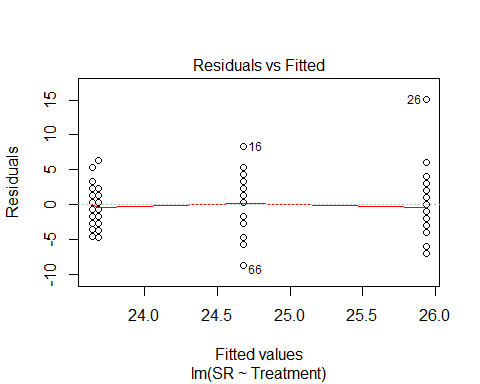 Residuals vs Fitted
Residuals
15
10
5
0
-5
-10
26
16
66
24.0 24.5 25.0 25.5 26.0
Fitted values
lm(SR ~ Treatment)